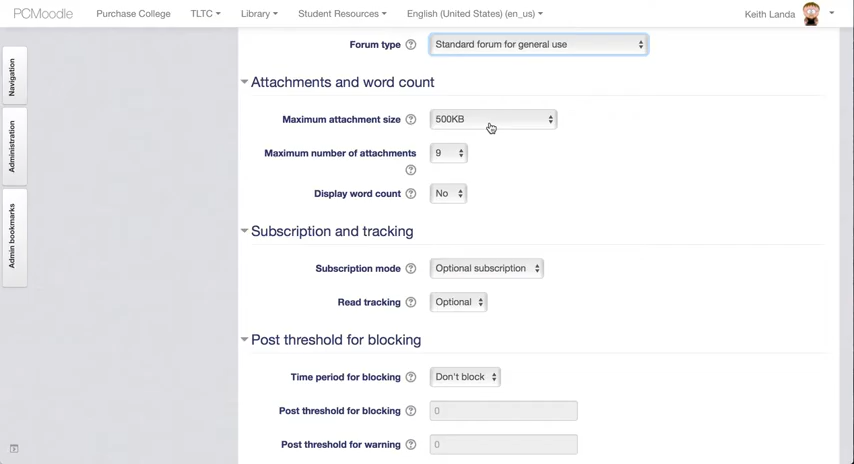 PCMoodle Purchase College TLTC Library Student Resources English (United States) (en_us) Keith Landa
Navigation
Administration
Admin bookmarks
Forum type Standard forum for general use
Attachments and word count
Maximum attachment size 500KB
Maximum number of attachments 9
Display word count No
Subscription and tracking
Subscription mode Optional subscription
Read tracking Optional
Post threshold for blocking
Time period for blocking Don't block
Post threshold for blocking 0
Post threshold for warning 0